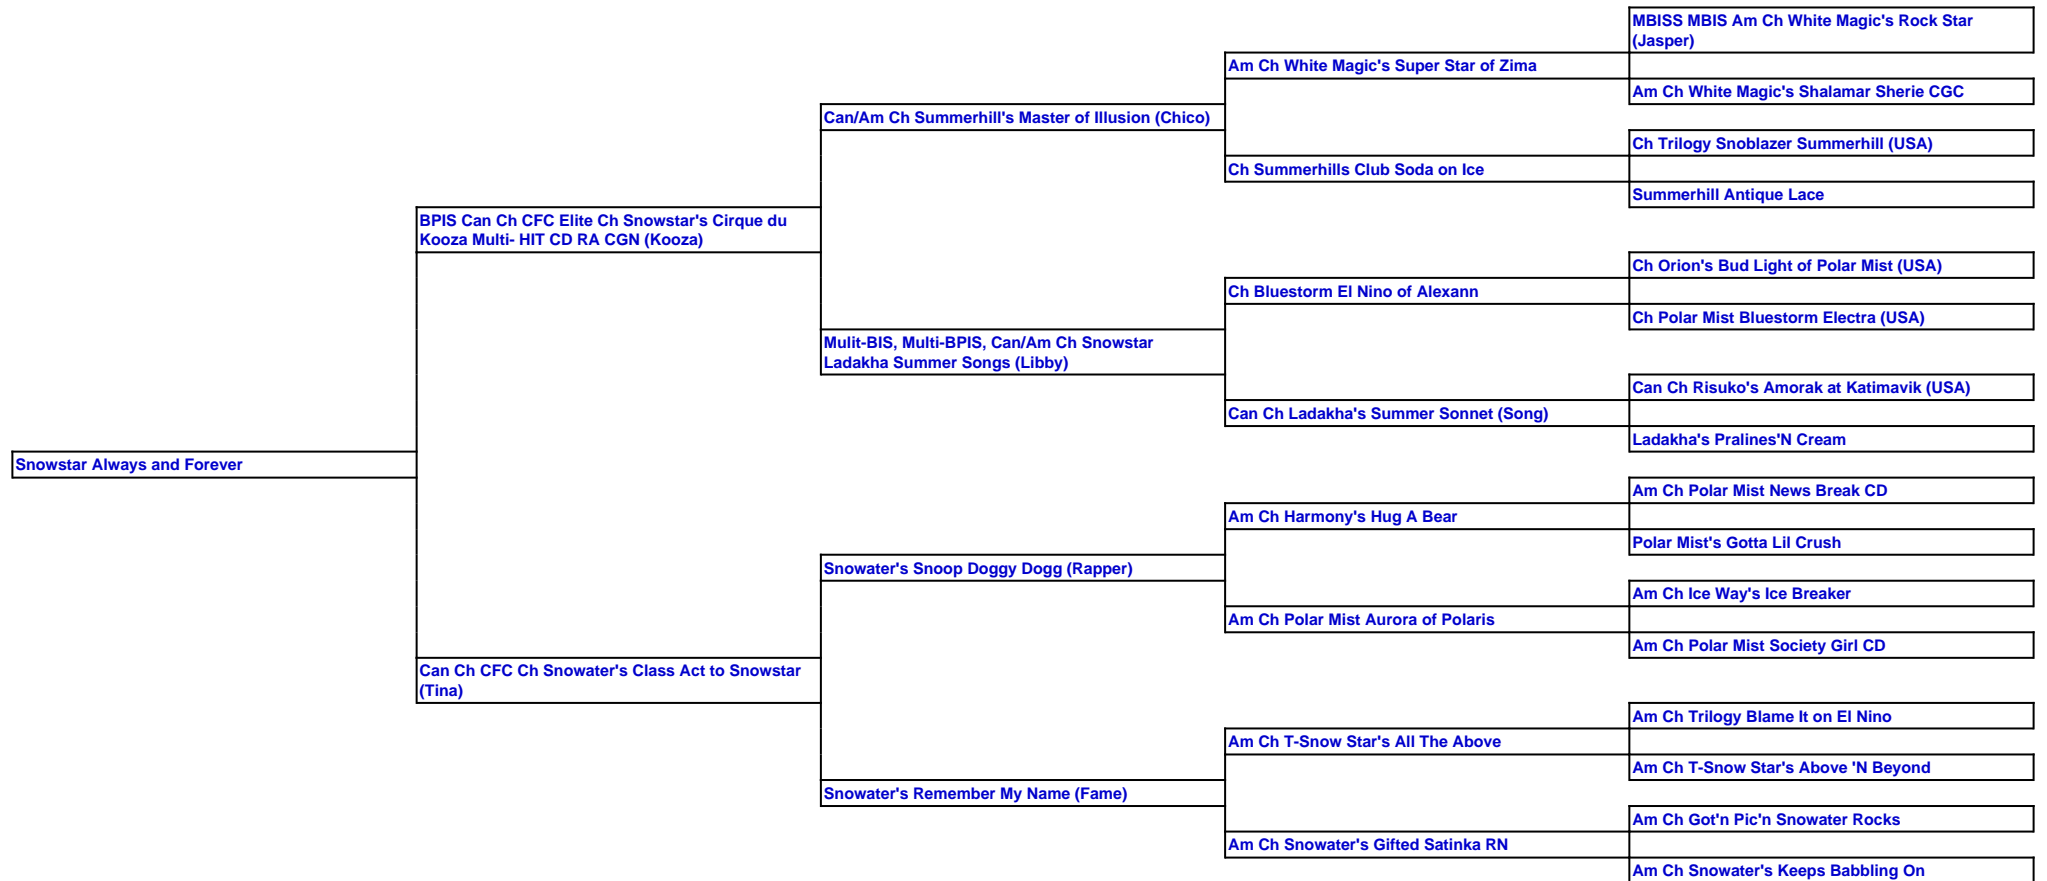 MBISS MBIS Am Ch White Magic's Rock Star
(Jasper)
Am Ch White Magic's Super Star of Zima
Am Ch White Magic's Shalamar Sherie CGC
Can/Am Ch Summerhill's Master of Illusion (Chico)
Ch Trilogy Snoblazer Summerhill (USA)
Ch Summerhills Club Soda on Ice
Summerhill Antique Lace
BPIS Can Ch CFC Elite Ch Snowstar's Cirque du
Kooza Multi- HIT CD RA CGN (Kooza)
Ch Orion's Bud Light of Polar Mist (USA)
Ch Bluestorm El Nino of Alexann
Ch Polar Mist Bluestorm Electra (USA)
Mulit-BIS, Multi-BPIS, Can/Am Ch Snowstar
Ladakha Summer Songs (Libby)
Can Ch Risuko's Amorak at Katimavik (USA)
Can Ch Ladakha's Summer Sonnet (Song)
Ladakha's Pralines'N Cream
Snowstar Always and Forever
Am Ch Polar Mist News Break CD
Am Ch Harmony's Hug A Bear
Polar Mist's Gotta Lil Crush
Snowater's Snoop Doggy Dogg (Rapper)
Am Ch Ice Way's Ice Breaker
Am Ch Polar Mist Aurora of Polaris
Am Ch Polar Mist Society Girl CD
Can Ch CFC Ch Snowater's Class Act to Snowstar
(Tina)
Am Ch Trilogy Blame It on El Nino
Am Ch T-Snow Star's All The Above
Am Ch T-Snow Star's Above 'N Beyond
Snowater's Remember My Name (Fame)
Am Ch Got'n Pic'n Snowater Rocks
Am Ch Snowater's Gifted Satinka RN
Am Ch Snowater's Keeps Babbling On